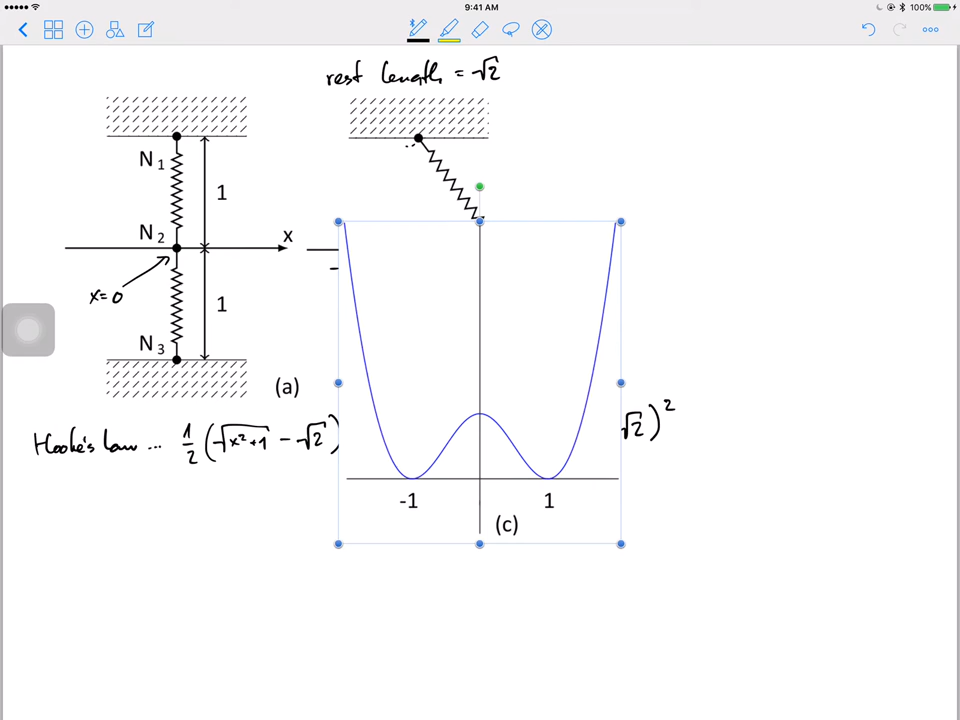 9:41 AM
100%
rest length = √2
N1
1
N2
x
x=0
1
N3
(a)
Hooke's Law ... 1/2 (√x²+1 − √2)
√2)²
-1
1
(c)